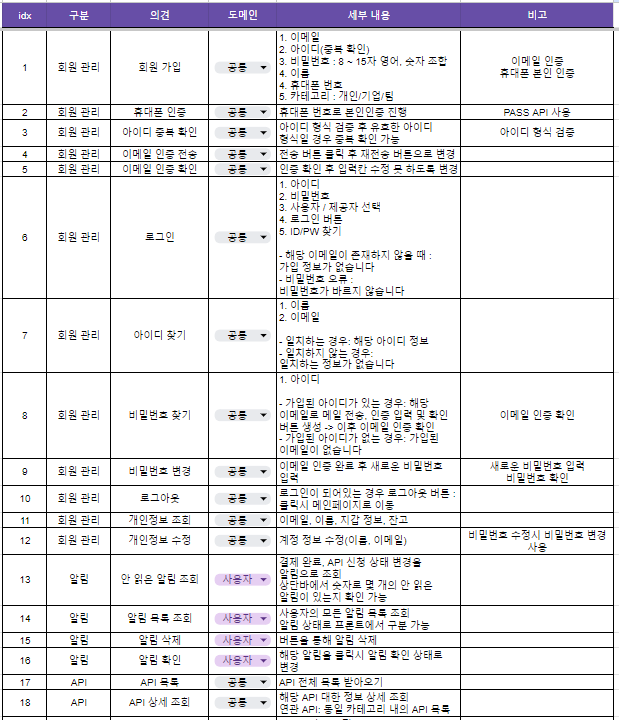 idx 구분 의견 도메인 세부 내용 비고
1 회원 관리 회원 가입 공통
1. 이메일
2. 아이디(중복 확인)
3. 비밀번호 : 8 ~ 15자 영어, 숫자 조합
4. 이름
4. 휴대폰 번호
5. 카테고리 : 개인/기업/팀
이메일 인증
휴대폰 본인 인증
2 회원 관리 휴대폰 인증 공통 휴대폰 번호로 본인인증 진행 PASS API 사용
3 회원 관리 아이디 중복 확인 공통
아이디 형식 검증 후 유효한 아이디
형식일 경우 중복 확인 가능
아이디 형식 검증
4 회원 관리 이메일 인증 전송 공통 전송 버튼 클릭 후 재전송 버튼으로 변경
5 회원 관리 이메일 인증 확인 공통 인증 확인 후 입력칸 수정 못 하도록 변경
6 회원 관리 로그인 공통
1. 아이디
2. 비밀번호
3. 사용자 / 제공자 선택
4. 로그인 버튼
5. ID/PW 찾기
- 해당 이메일이 존재하지 않을 때 :
가입 정보가 없습니다
- 비밀번호 오류 :
비밀번호가 바르지 않습니다
7 회원 관리 아이디 찾기 공통
1. 이름
2. 이메일
- 일치하는 경우: 해당 아이디 정보
- 일치하지 않는 경우:
일치하는 정보가 없습니다
8 회원 관리 비밀번호 찾기 공통
1. 아이디
- 가입된 아이디가 있는 경우: 해당
이메일로 메일 전송, 인증 입력 및 확인
버튼 생성 -> 이후 이메일 인증 확인
- 가입된 아이디가 없는 경우: 가입된
이메일이 없습니다
이메일 인증 확인
9 회원 관리 비밀번호 변경 공통
이메일 인증 완료 후 새로운 비밀번호
입력
새로운 비밀번호 입력
비밀번호 확인
10 회원 관리 로그아웃 공통
로그인이 되어있는 경우 로그아웃 버튼 :
클릭시 메인페이지로 이동
11 회원 관리 개인정보 조회 공통 이메일, 이름, 지갑 정보, 잔고
12 회원 관리 개인정보 수정 공통 계정 정보 수정(이름, 이메일)
비밀번호 수정시 비밀번호 변경
사용
13 알림 안 읽은 알림 조회 사용자
결제 완료, API 신청 상태 변경을
알림으로 조회
상단바에서 숫자로 몇 개의 안 읽은
알림이 있는지 확인 가능
14 알림 알림 목록 조회 사용자
사용자의 모든 알림 목록 조회
알림 상태로 프론트에서 구분 가능
15 알림 알림 삭제 사용자 버튼을 통해 알림 삭제
16 알림 알림 확인 사용자
해당 알림을 클릭시 알림 확인 상태로
변경
17 API API 목록 공통 API 전체 목록 받아오기
18 API API 상세 조회 공통
해당 API 대한 정보 상세 조회
연관 API: 동일 카테고리 내의 API 목록